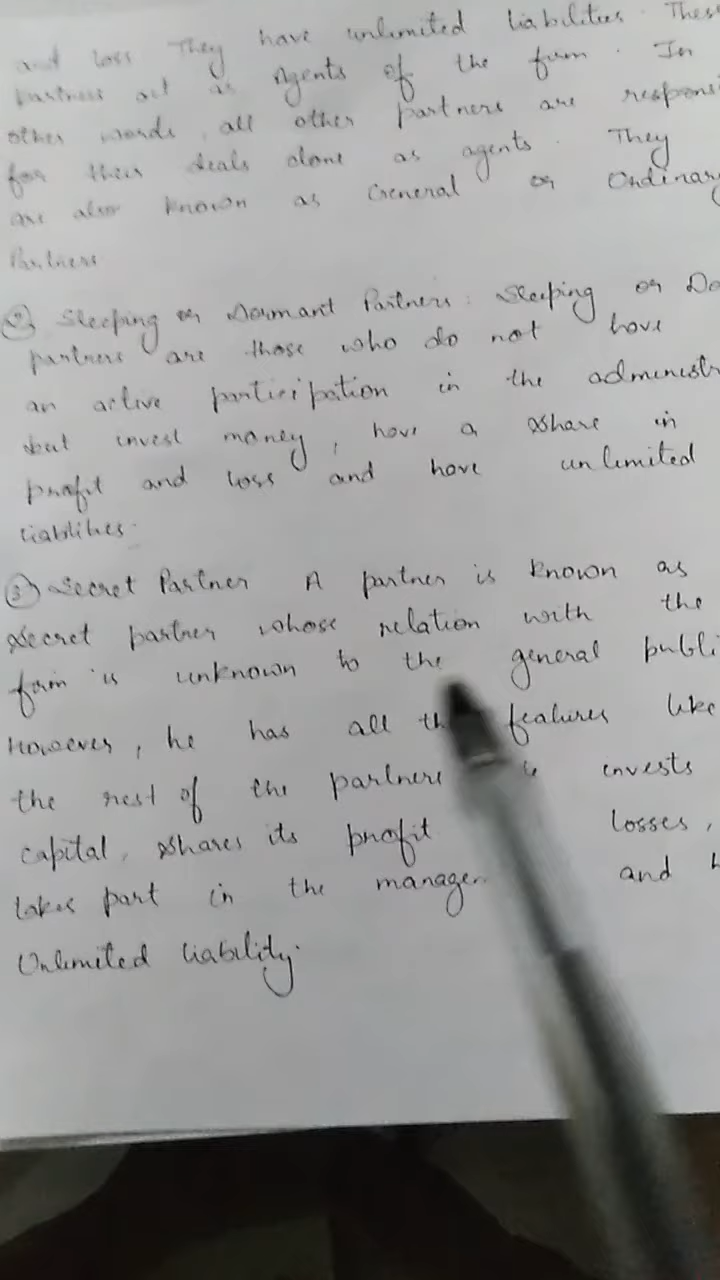 and loss They have unlimited liabilities. These
partners act as Agents of the firm. In
other words, all other partners are responsi
for their deals done as agents. They
are also known as General or Ordinary
Partners
② Sleeping or Dormant Partners: Sleeping or Do
partners are those who do not have
an active participation in the administr
but invest money, have a share in
profit and loss and have unlimited
liabilities.
③ Secret Partner A partner is known as
secret partner whose relation with the
firm is unknown to the general publi
However, he has all the features like
the rest of the partners invests
capital, shares its profit losses,
takes part in the manage and h
Unlimited liability.